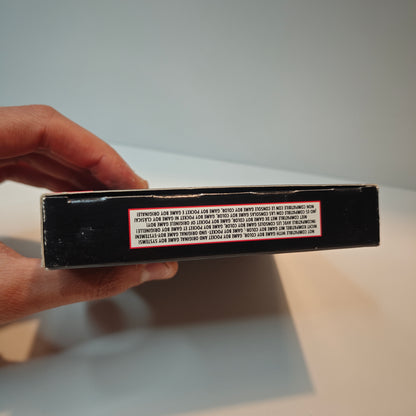 NOT COMPATIBLE WITH GAME BOY COLOR, GAME BOY POCKET AND ORIGINAL GAME BOY SYSTEMS
NICHT KOMPATIBEL MIT GAME BOY COLOR-, GAME BOY POCKET- UND ORIGINAL GAME BOY-SYSTEMEN!
INCOMPATIBLE AVEC LES CONSOLES GAME BOY COLOR, GAME BOY POCKET ET GAME BOY ORIGINELLE!
NIET COMPATIBEL MET DE GAME BOY COLOR, GAME BOY POCKET OF ORIGINELE GAME BOY!
¡NO ES COMPATIBLE CON LA CONSOLAS GAME BOY COLOR, GAME BOY POCKET NI GAME BOY CLÁSICA!
NON COMPATIBILE CON LE CONSOLE GAME BOY COLOR, GAME BOY POCKET E GAME BOY ORIGINALE!